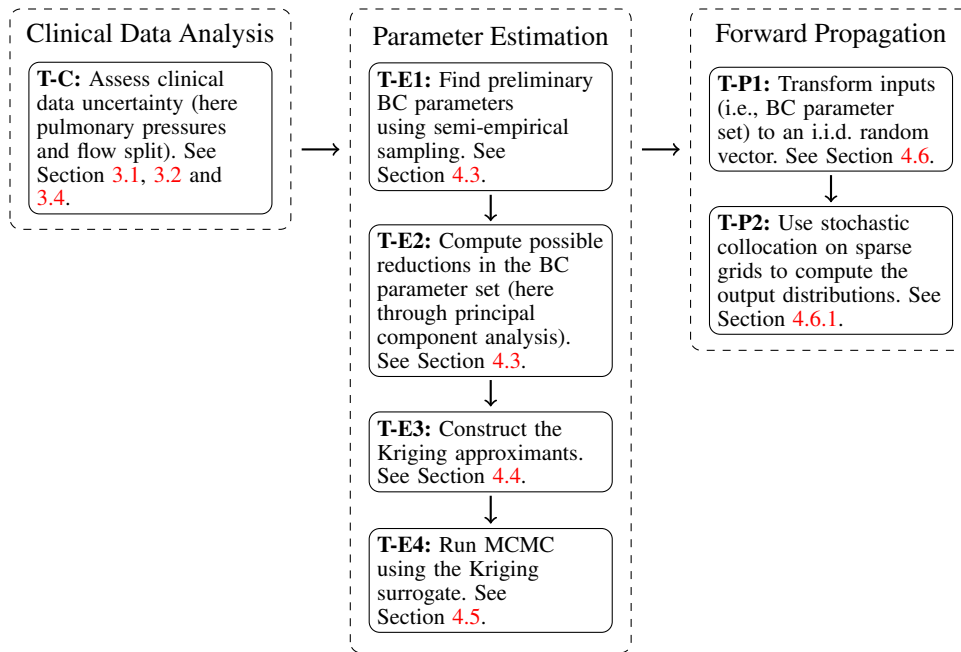 Clinical Data Analysis
T-C: Assess clinical
data uncertainty (here
pulmonary pressures
and flow split). See
Section 3.1, 3.2 and
3.4.
Parameter Estimation
T-E1: Find preliminary
BC parameters
using semi-empirical
sampling. See
Section 4.3.
T-E2: Compute possible
reductions in the BC
parameter set (here
through principal
component analysis).
See Section 4.3.
T-E3: Construct the
Kriging approximants.
See Section 4.4.
T-E4: Run MCMC
using the Kriging
surrogate. See
Section 4.5.
Forward Propagation
T-P1: Transform inputs
(i.e., BC parameter
set) to an i.i.d. random
vector. See Section 4.6.
T-P2: Use stochastic
collocation on sparse
grids to compute the
output distributions. See
Section 4.6.1.